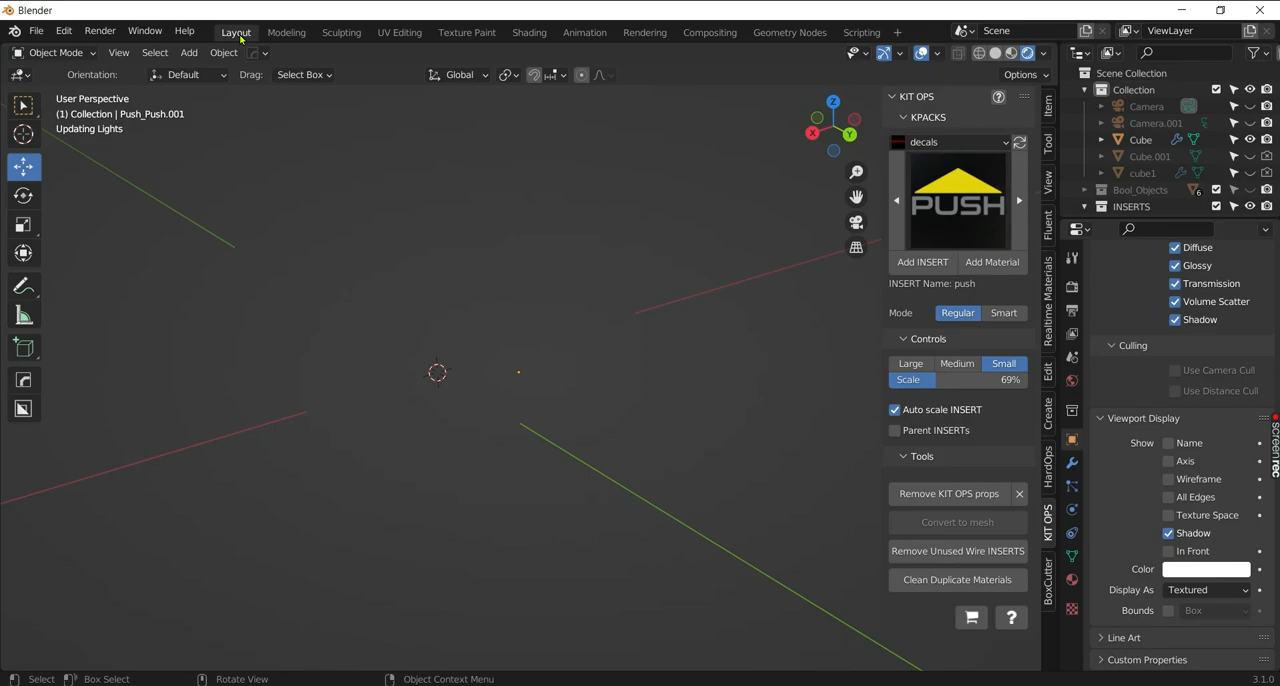 Blender
File Edit Render Window Help Layout Modeling Sculpting UV Editing Texture Paint Shading Animation Rendering Compositing Geometry Nodes Scripting + Scene ViewLayer
Object Mode View Select Add Object
Orientation: Default Drag: Select Box Global Options
User Perspective
(1) Collection | Push_Push.001
Updating Lights
Z
X
Y
KIT OPS
KPACKS
decals
PUSH
Add INSERT Add Material
INSERT Name: push
Mode Regular Smart
Controls
Large Medium Small
Scale 69%
Auto scale INSERT
Parent INSERTs
Tools
Remove KIT OPS props
Convert to mesh
Remove Unused Wire INSERTS
Clean Duplicate Materials
?
Item
Tool
View
Fluent
Realtime Materials
Edit
Create
HardOps
KIT OPS
BoxCutter
Scene Collection
Collection
Camera
Camera.001
Cube
Cube.001
cube1
Bool_Objects 6
INSERTS
Diffuse
Glossy
Transmission
Volume Scatter
Shadow
Culling
Use Camera Cull
Use Distance Cull
Viewport Display
Show Name
Axis
Wireframe
All Edges
Texture Space
Shadow
In Front
Color
Display As Textured
Bounds Box
Line Art
Custom Properties
screenrec
Select Box Select Rotate View Object Context Menu 3.1.0